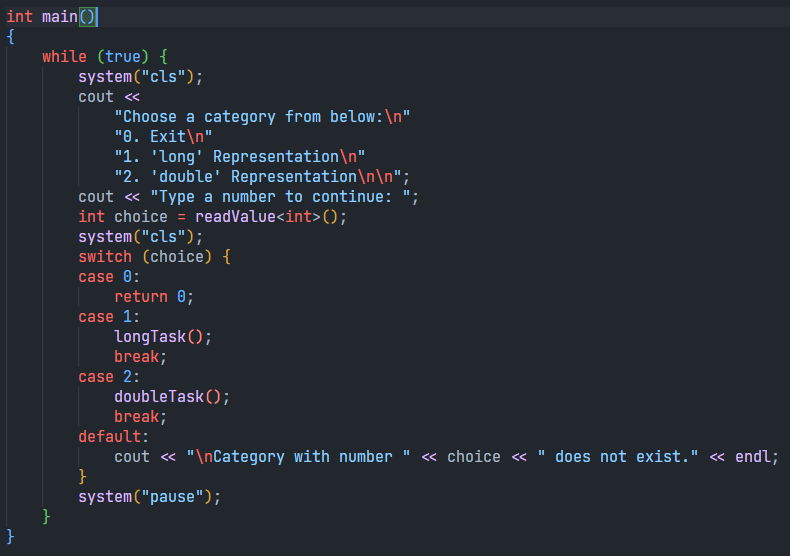 int main()
{
    while (true) {
        system("cls");
        cout <<
            "Choose a category from below:\n"
            "0. Exit\n"
            "1. 'long' Representation\n"
            "2. 'double' Representation\n\n";
        cout << "Type a number to continue: ";
        int choice = readValue<int>();
        system("cls");
        switch (choice) {
        case 0:
            return 0;
        case 1:
            longTask();
            break;
        case 2:
            doubleTask();
            break;
        default:
            cout << "\nCategory with number " << choice << " does not exist." << endl;
        }
        system("pause");
    }
}